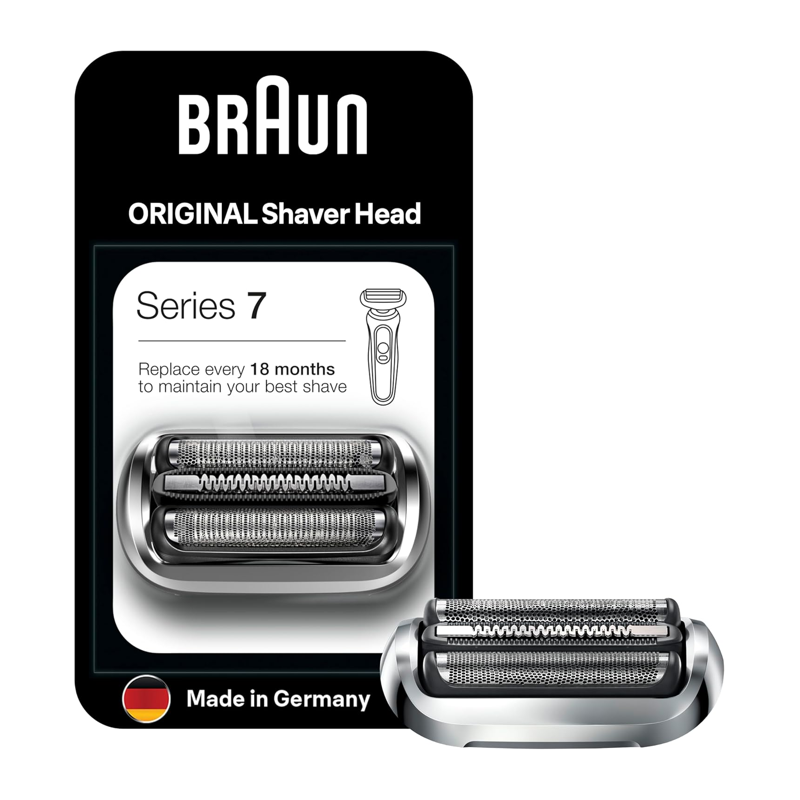 BRAUN
ORIGINAL Shaver Head
Series 7
Replace every 18 months
to maintain your best shave
Made in Germany